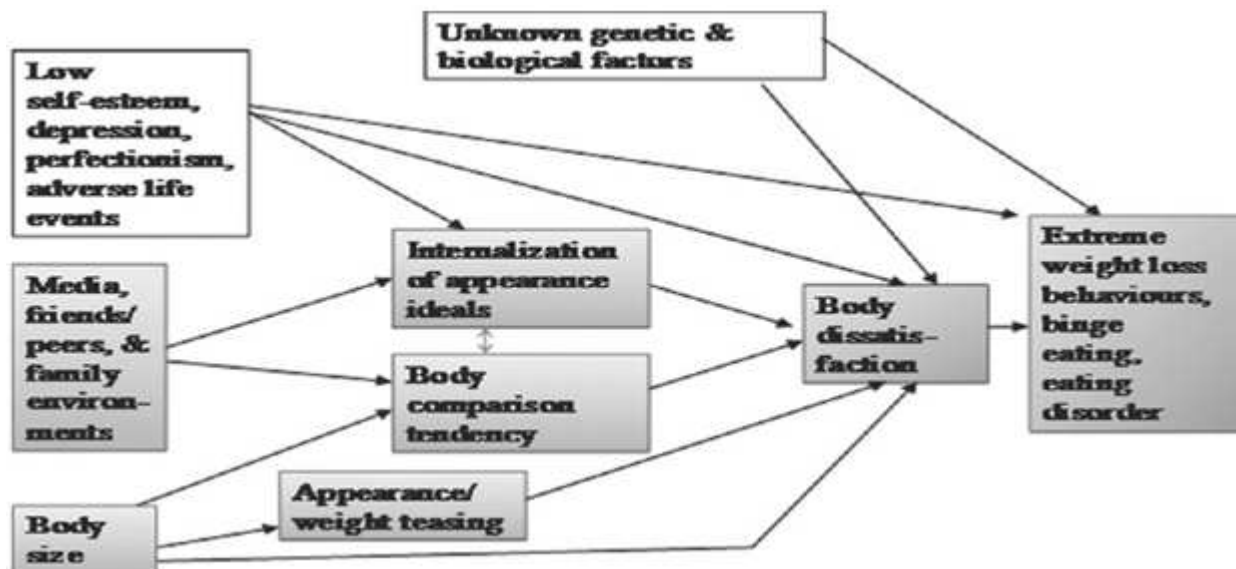 Unknown genetic &
biological factors
Low
self-esteem,
depression,
perfectionism,
adverse life
events
Internalization
of appearance
ideals
Extreme
weight loss
behaviours,
binge
eating,
eating
disorder
Media,
friends/
peers, &
family
environ-
ments
Body
dissatis-
faction
Body
comparison
tendency
Appearance/
weight teasing
Body
size